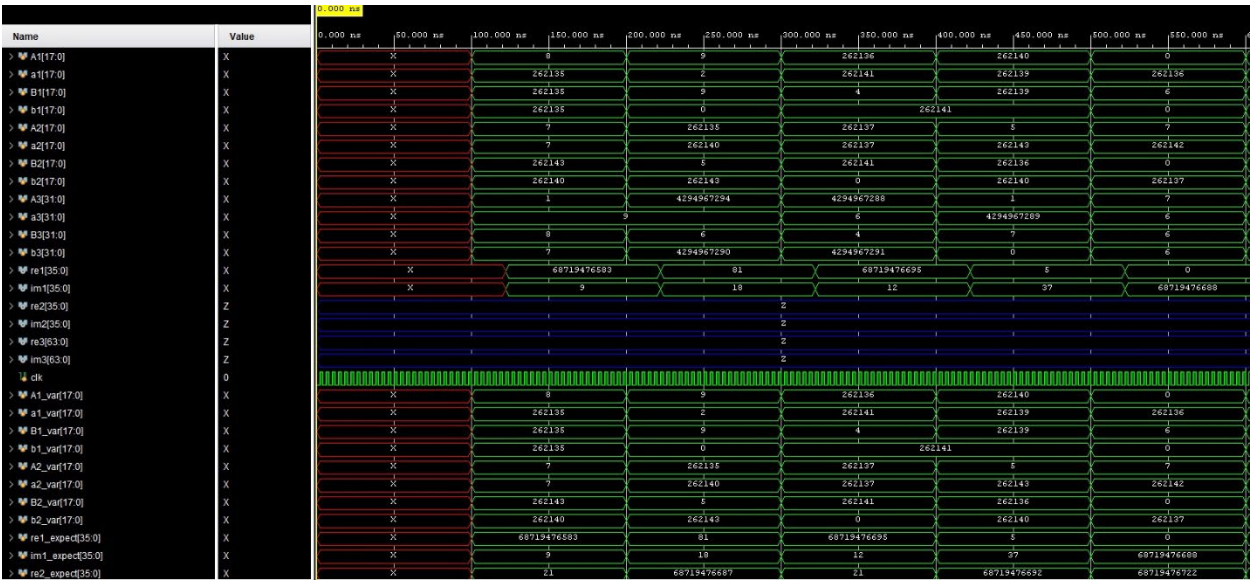 0.000 ns
Name Value 0.000 ns 50.000 ns 100.000 ns 150.000 ns 200.000 ns 250.000 ns 300.000 ns 350.000 ns 400.000 ns 450.000 ns 500.000 ns 550.000 ns
A1[17:0] X X 8 9 262136 262140 0
a1[17:0] X X 262135 2 262141 262139 262136
B1[17:0] X X 262135 9 4 262139 6
b1[17:0] X X 262135 0 262141
A2[17:0] X X 7 262135 262137 5 7
a2[17:0] X X 7 262140 262137 262143 262142
B2[17:0] X X 262143 5 262141 262136 0
b2[17:0] X X 262140 262143 0 262140 262137
A3[31:0] X X 1 4294967294 4294967288 1 7
a3[31:0] X X 9 6 4294967289 6
B3[31:0] X X 8 6 4 7 6
b3[31:0] X X 7 4294967290 4294967291 0 6
re1[35:0] X X 68719476583 81 68719476695 5 0
im1[35:0] X X 9 18 12 37 68719476688
re2[35:0] Z Z
im2[35:0] Z Z
re3[63:0] Z Z
im3[63:0] Z Z
clk 0
A1_var[17:0] X X 8 9 262136 262140 0
a1_var[17:0] X X 262135 2 262141 262139 262136
B1_var[17:0] X X 262135 9 4 262139 6
b1_var[17:0] X X 262135 0 262141
A2_var[17:0] X X 7 262135 262137 5 7
a2_var[17:0] X X 7 262140 262137 262143 262142
B2_var[17:0] X X 262143 5 262141 262136 0
b2_var[17:0] X X 262140 262143 0 262140 262137
re1_expect[35:0] X X 68719476583 81 68719476695 5 0
im1_expect[35:0] X X 9 18 12 37 68719476688
re2_expect[35:0] X X 21 68719476687 21 68719476692 68719476722